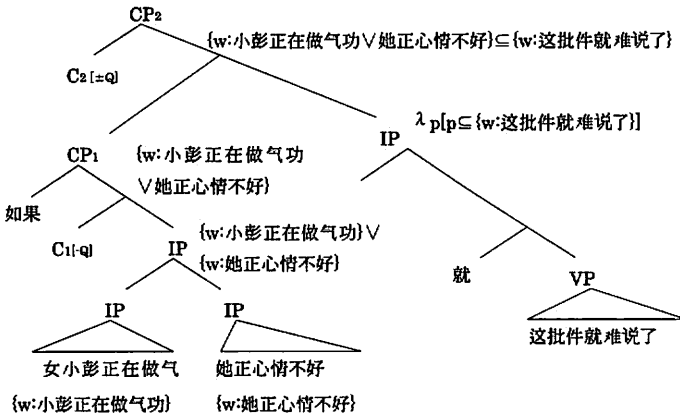 CP₂
{w:小彭正在做气功∨她正心情不好}⊆{w:这批件就难说了}
C₂[±Q]
λp[p⊆{w:这批件就难说了}]
IP
CP₁
{w:小彭正在做气功
∨她正心情不好}
如果
C₁[-Q]
IP
{w:小彭正在做气功}∨
{w:她正心情不好}
就
VP
IP
IP
这批件就难说了
女小彭正在做气
她正心情不好
{w:小彭正在做气功}
{w:她正心情不好}